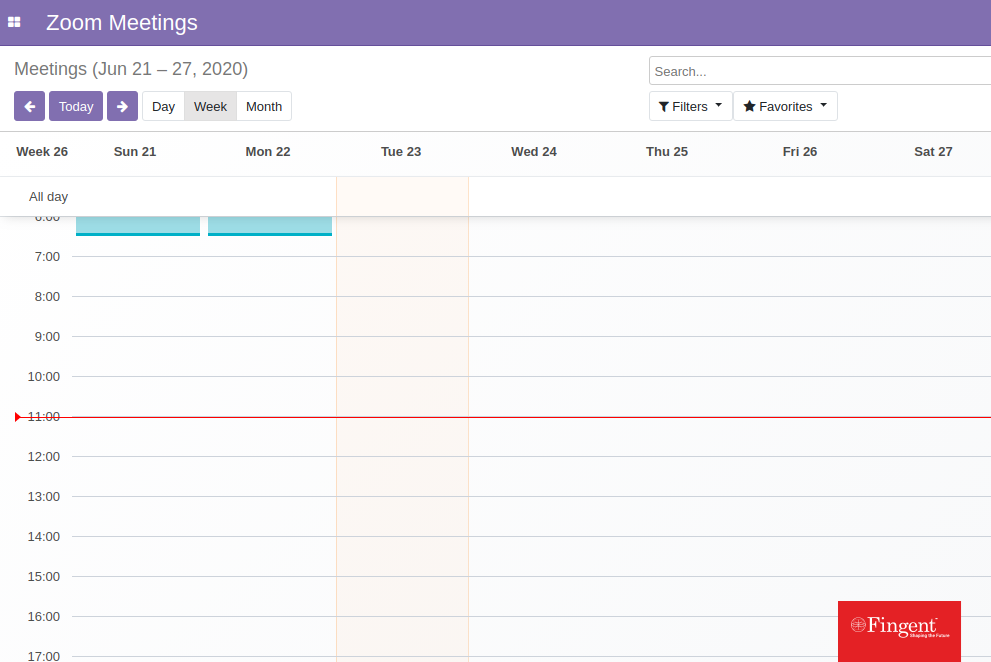 Zoom Meetings
Meetings (Jun 21 – 27, 2020)
Search...
Today
Day
Week
Month
Filters
Favorites
Week 26
Sun 21
Mon 22
Tue 23
Wed 24
Thu 25
Fri 26
Sat 27
All day
6:00
7:00
8:00
9:00
10:00
11:00
12:00
13:00
14:00
15:00
16:00
17:00
Fingent
Shaping the Future